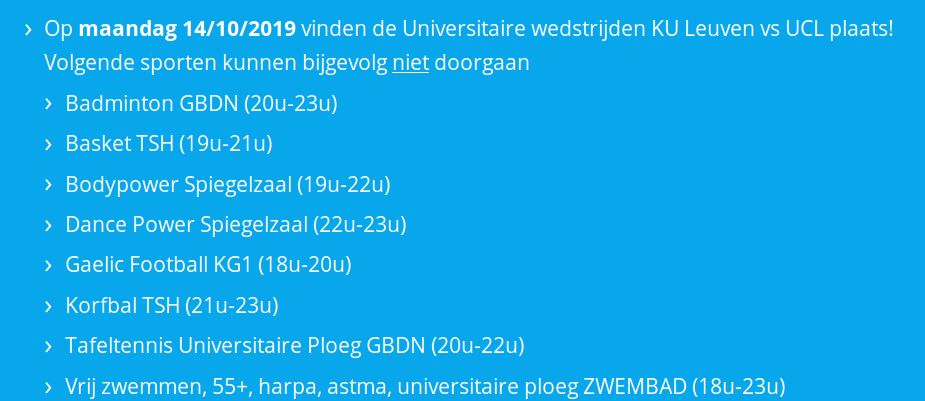 › Op maandag 14/10/2019 vinden de Universitaire wedstrijden KU Leuven vs UCL plaats!
Volgende sporten kunnen bijgevolg niet doorgaan
› Badminton GBDN (20u-23u)
› Basket TSH (19u-21u)
› Bodypower Spiegelzaal (19u-22u)
› Dance Power Spiegelzaal (22u-23u)
› Gaelic Football KG1 (18u-20u)
› Korfbal TSH (21u-23u)
› Tafeltennis Universitaire Ploeg GBDN (20u-22u)
› Vrij zwemmen, 55+, harpa, astma, universitaire ploeg ZWEMBAD (18u-23u)